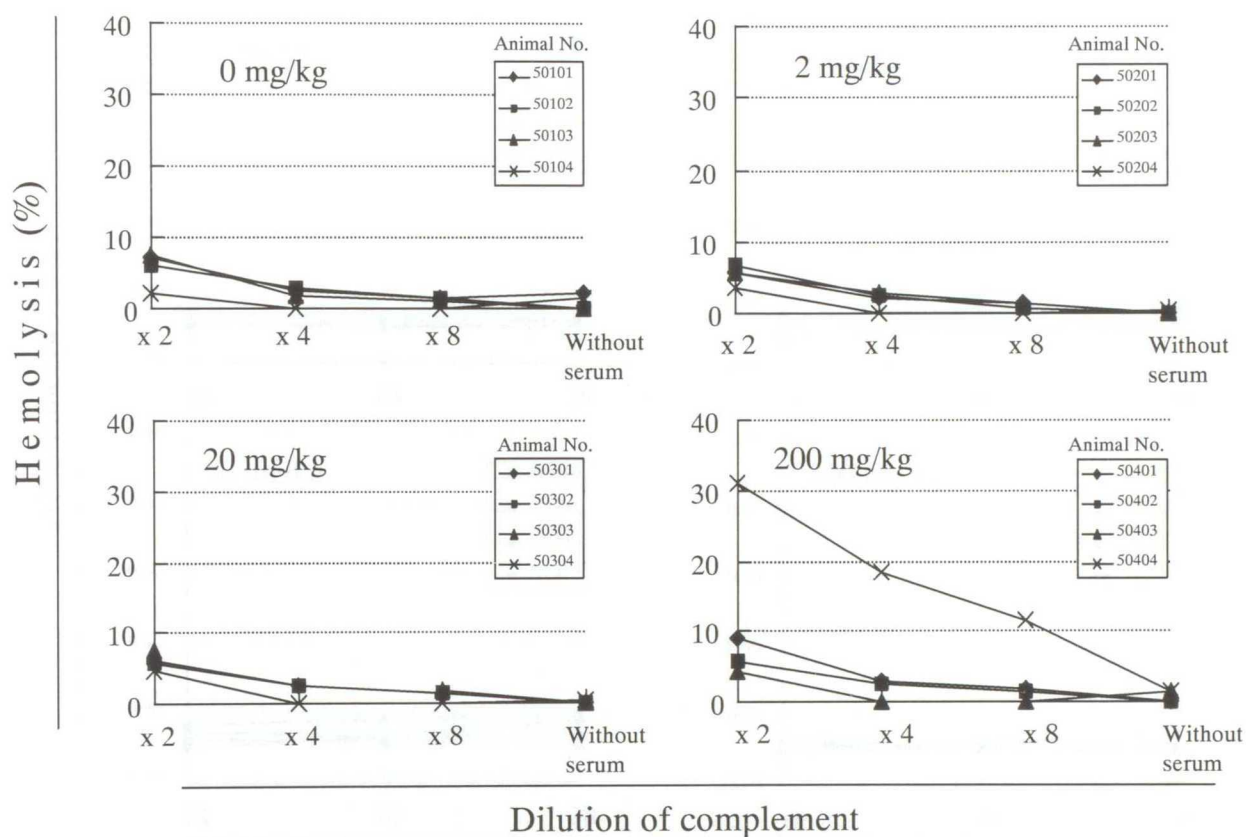 Hemolysis (%)
0 mg/kg
Animal No.
50101
50102
50103
50104
40
30
20
10
0
x 2
x 4
x 8
Without
serum
2 mg/kg
Animal No.
50201
50202
50203
50204
40
30
20
10
0
x 2
x 4
x 8
Without
serum
20 mg/kg
Animal No.
50301
50302
50303
50304
40
30
20
10
0
x 2
x 4
x 8
Without
serum
200 mg/kg
Animal No.
50401
50402
50403
50404
40
30
20
10
0
x 2
x 4
x 8
Without
serum
Dilution of complement